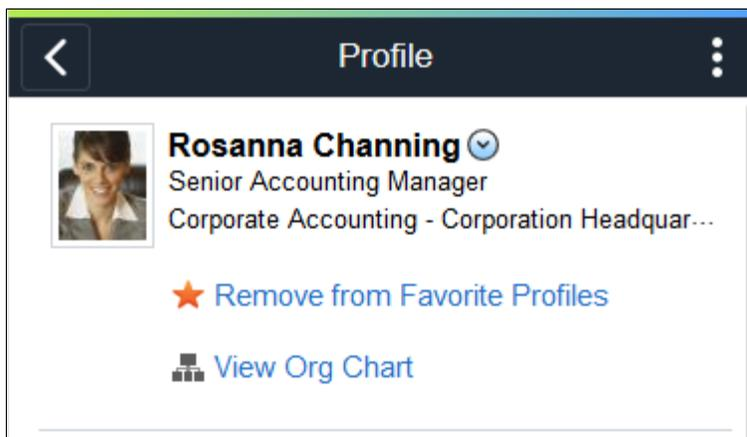 Profile
Rosanna Channing
Senior Accounting Manager
Corporate Accounting - Corporation Headquar...
Remove from Favorite Profiles
View Org Chart